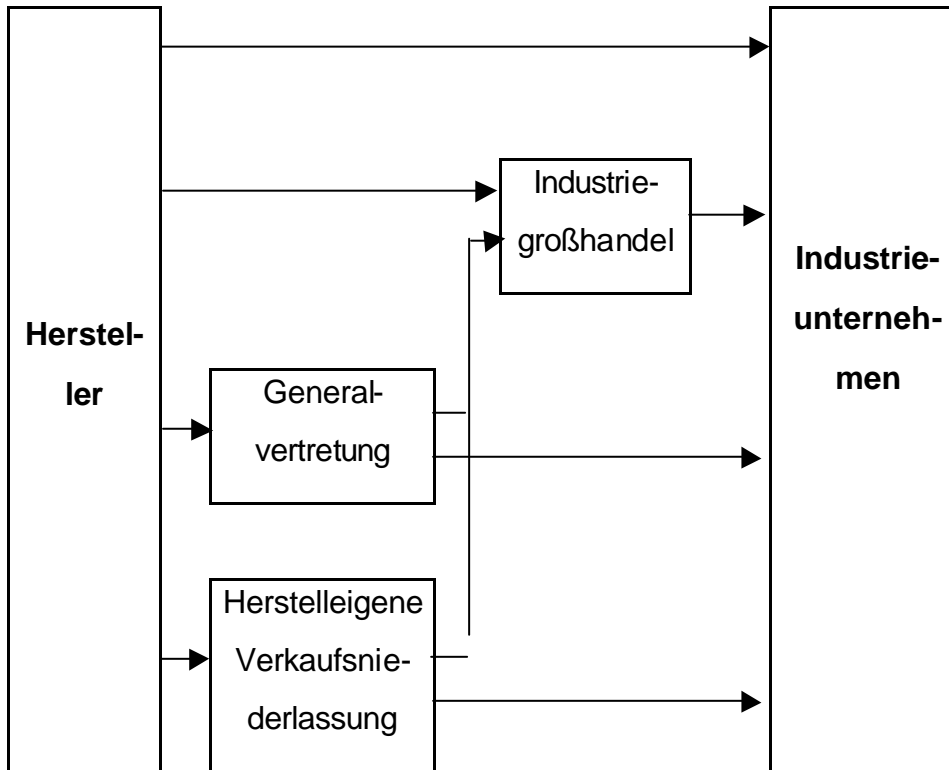 Herstel-
ler
Industrie-
großhandel
General-
vertretung
Herstelleigene
Verkaufsnie-
derlassung
Industrie-
unterneh-
men